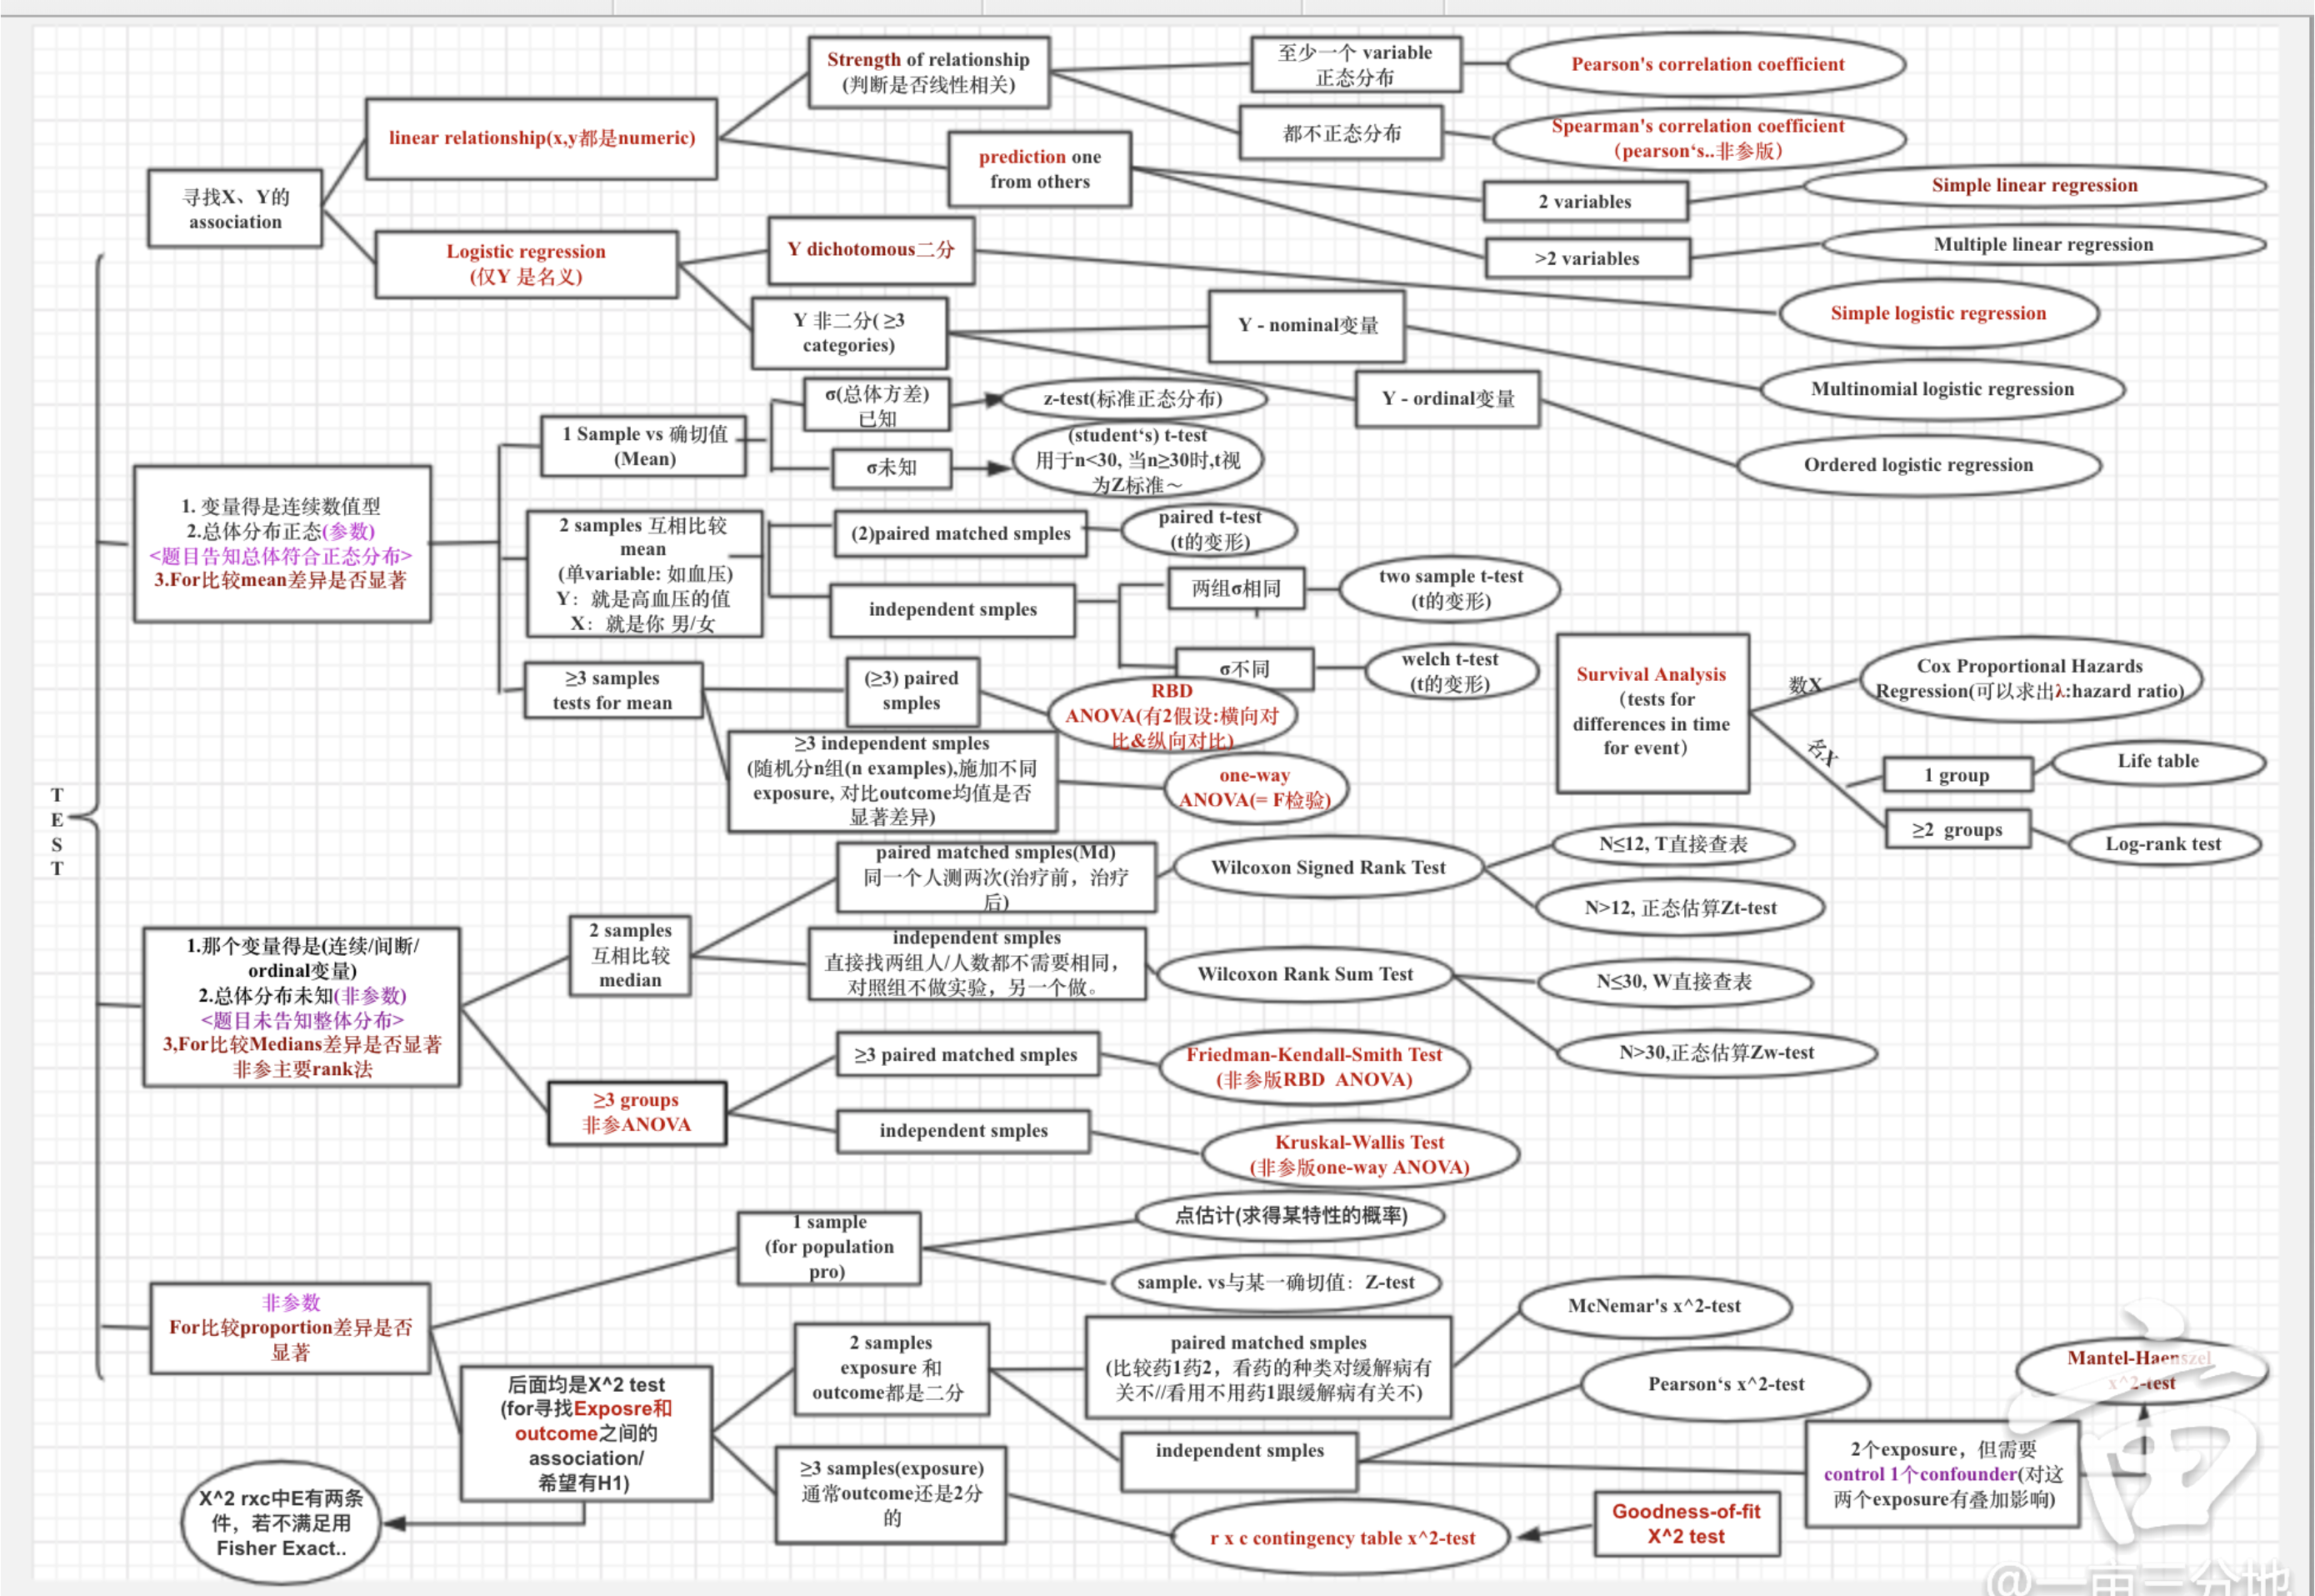 Strength of relationship
(判断是否线性相关)
至少一个 variable
正态分布
Pearson's correlation coefficient
linear relationship(x,y都是numeric)
都不正态分布
Spearman's correlation coefficient
（pearson‘s..非参版）
prediction one
from others
寻找X、Y的
association
2 variables
Simple linear regression
>2 variables
Multiple linear regression
Logistic regression
(仅Y 是名义)
Y dichotomous二分
Simple logistic regression
Y 非二分( ≥3
categories)
Y - nominal变量
Multinomial logistic regression
Y - ordinal变量
Ordered logistic regression
T
E
S
T
1. 变量得是连续数值型
2.总体分布正态(参数)
<题目告知总体符合正态分布>
3.For比较mean差异是否显著
1 Sample vs 确切值
(Mean)
σ(总体方差)
已知
z-test(标准正态分布)
σ未知
(student‘s) t-test
用于n<30, 当n≥30时,t视
为Z标准～
2 samples 互相比较
mean
(单variable: 如血压)
Y：就是高血压的值
X：就是你 男/女
(2)paired matched smples
paired t-test
(t的变形)
independent smples
两组σ相同
two sample t-test
(t的变形)
σ不同
welch t-test
(t的变形)
≥3 samples
tests for mean
(≥3) paired
smples
RBD
ANOVA(有2假设:横向对
比&纵向对比)
≥3 independent smples
(随机分n组(n examples),施加不同
exposure, 对比outcome均值是否
显著差异)
one-way
ANOVA(= F检验)
Survival Analysis
（tests for
differences in time
for event）
数X
Cox Proportional Hazards
Regression(可以求出λ:hazard ratio)
名X
1 group
Life table
≥2 groups
Log-rank test
1.那个变量得是(连续/间断/
ordinal变量)
2.总体分布未知(非参数)
<题目未告知整体分布>
3,For比较Medians差异是否显著
非参主要rank法
2 samples
互相比较
median
paired matched smples(Md)
同一个人测两次(治疗前，治疗
后)
Wilcoxon Signed Rank Test
N≤12, T直接查表
N>12, 正态估算Zt-test
independent smples
直接找两组人/人数都不需要相同，
对照组不做实验，另一个做。
Wilcoxon Rank Sum Test
N≤30, W直接查表
N>30,正态估算Zw-test
≥3 groups
非参ANOVA
≥3 paired matched smples
Friedman-Kendall-Smith Test
(非参版RBD ANOVA)
independent smples
Kruskal-Wallis Test
(非参版one-way ANOVA)
非参数
For比较proportion差异是否
显著
1 sample
(for population
pro)
点估计(求得某特性的概率)
sample. vs与某一确切值：Z-test
后面均是X^2 test
(for寻找Exposre和
outcome之间的
association/
希望有H1)
X^2 rxc中E有两条
件，若不满足用
Fisher Exact..
2 samples
exposure 和
outcome都是二分
paired matched smples
(比较药1药2，看药的种类对缓解病有
关不//看用不用药1跟缓解病有关不)
McNemar's x^2-test
independent smples
Pearson‘s x^2-test
2个exposure，但需要
control 1个confounder(对这
两个exposure有叠加影响)
Mantel-Haenszel
x^2-test
≥3 samples(exposure)
通常outcome还是2分
的
r x c contingency table x^2-test
Goodness-of-fit
X^2 test
亩
@一亩三分地